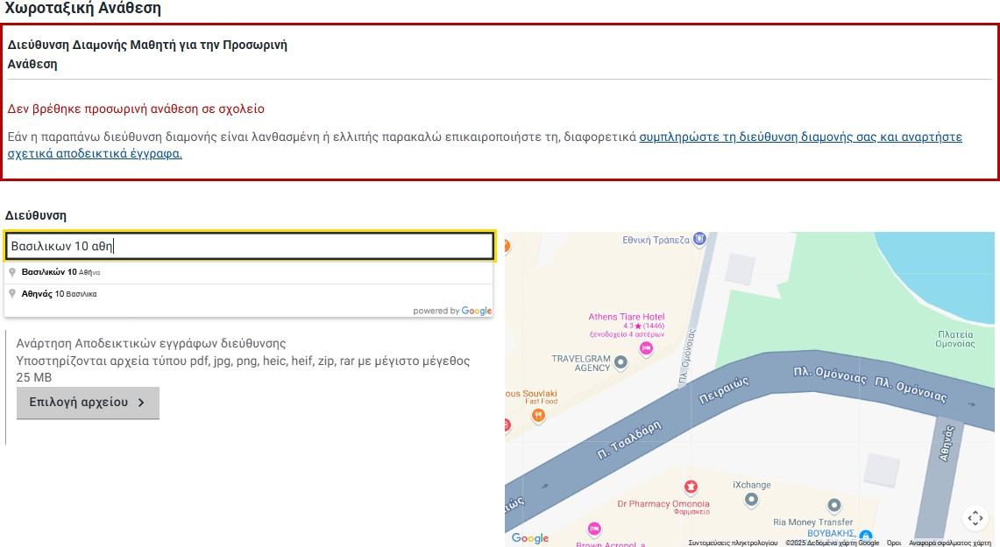 Χωροταξική Ανάθεση
Διεύθυνση Διαμονής Μαθητή για την Προσωρινή
Ανάθεση
Δεν βρέθηκε προσωρινή ανάθεση σε σχολείο
Εάν η παραπάνω διεύθυνση διαμονής είναι λανθασμένη ή ελλιπής παρακαλώ επικαιροποιήστε τη, διαφορετικά συμπληρώστε τη διεύθυνση διαμονής σας και αναρτήστε
σχετικά αποδεικτικά έγγραφα.
Διεύθυνση
Βασιλικων 10 αθη
Βασιλικών 10 Αθήνα
Αθηνάς 10 Βασιλικα
powered by Google
Ανάρτηση Αποδεικτικών εγγράφων διεύθυνσης
Υποστηρίζονται αρχεία τύπου pdf, jpg, png, heic, heif, zip, rar με μέγιστο μέγεθος
25 MB
Επιλογή αρχείου
Εθνική Τράπεζα
Athens Tiare Hotel
4.3★(1446)
ξενοδοχείο 4 αστέρων
TRAVELGRAM
AGENCY
Πλ. Ομόνοιας
Πλατεία
Ομονοίας
Πειραιώς
Πλ. Ομόνοιας
Πλ. Ομόνοιας
ous Souvlaki
Fast Food
Π. Τσαλδάρη
Αθηνάς
ιώς
Dr Pharmacy Omonoia
Φαρμακείο
iXchange
Ria Money Transfer
ΒΟΥΒΑΚΗΣ,
Brown Acropol
Google
Συντομεύσεις πληκτρολογίου
©2025 Δεδομένα χάρτη Google
Όροι
Αναφορά σφάλματος χάρτη